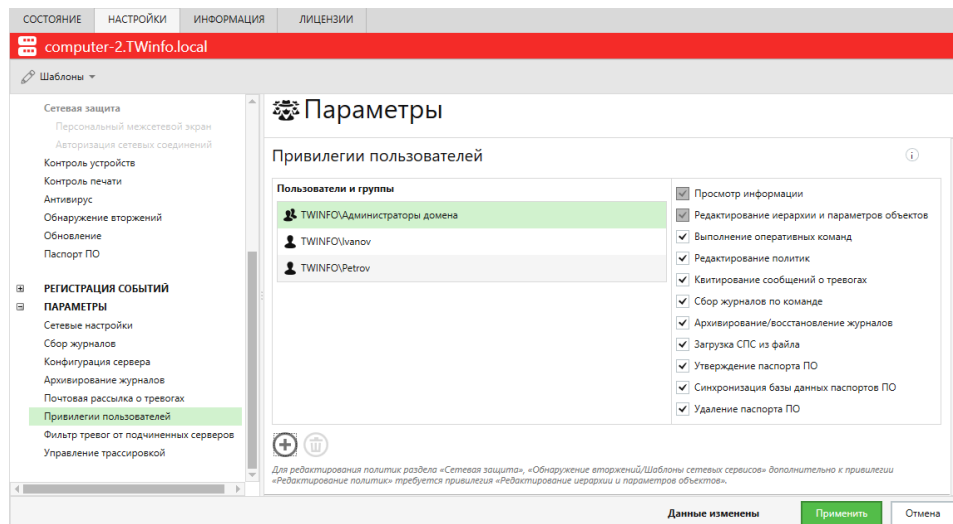 СОСТОЯНИЕ НАСТРОЙКИ ИНФОРМАЦИЯ ЛИЦЕНЗИИ
computer-2.TWinfo.local
Шаблоны
Сетевая защита
Персональный межсетевой экран
Авторизация сетевых соединений
Контроль устройств
Контроль печати
Антивирус
Обнаружение вторжений
Обновление
Паспорт ПО
РЕГИСТРАЦИЯ СОБЫТИЙ
ПАРАМЕТРЫ
Сетевые настройки
Сбор журналов
Конфигурация сервера
Архивирование журналов
Почтовая рассылка о тревогах
Привилегии пользователей
Фильтр тревог от подчиненных серверов
Управление трассировкой
Параметры
Привилегии пользователей
Пользователи и группы
TWINFO\Администраторы домена
TWINFO\Ivanov
TWINFO\Petrov
Просмотр информации
Редактирование иерархии и параметров объектов
Выполнение оперативных команд
Редактирование политик
Квитирование сообщений о тревогах
Сбор журналов по команде
Архивирование/восстановление журналов
Загрузка СПС из файла
Утверждение паспорта ПО
Синхронизация базы данных паспортов ПО
Удаление паспорта ПО
Для редактирования политик раздела «Сетевая защита», «Обнаружение вторжений/Шаблоны сетевых сервисов» дополнительно к привилегии
«Редактирование политик» требуется привилегия «Редактирование иерархии и параметров объектов».
Данные изменены Применить Отмена